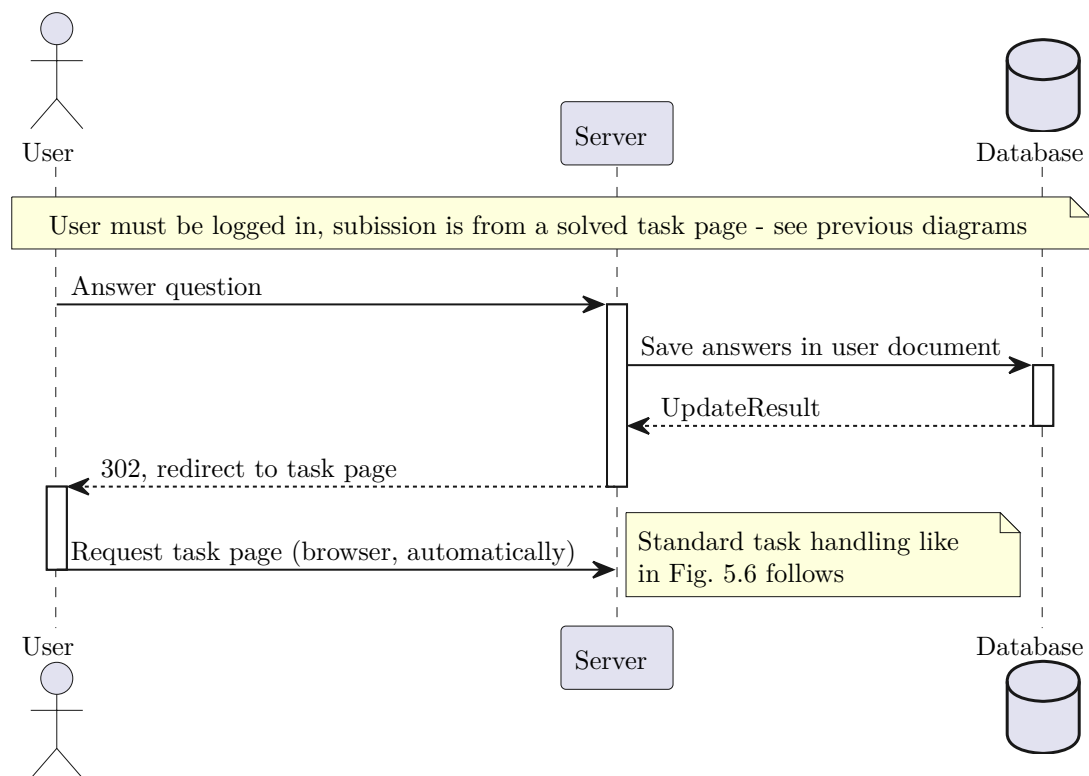 User
Server
Database
User must be logged in, subission is from a solved task page - see previous diagrams
Answer question
Save answers in user document
UpdateResult
302, redirect to task page
Request task page (browser, automatically)
Standard task handling like
in Fig. 5.6 follows
User
Server
Database